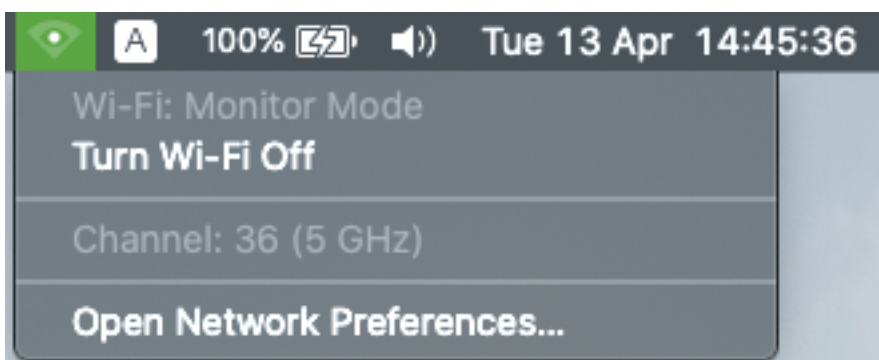 A 100% Tue 13 Apr 14:45:36
Wi-Fi: Monitor Mode
Turn Wi-Fi Off
Channel: 36 (5 GHz)
Open Network Preferences...